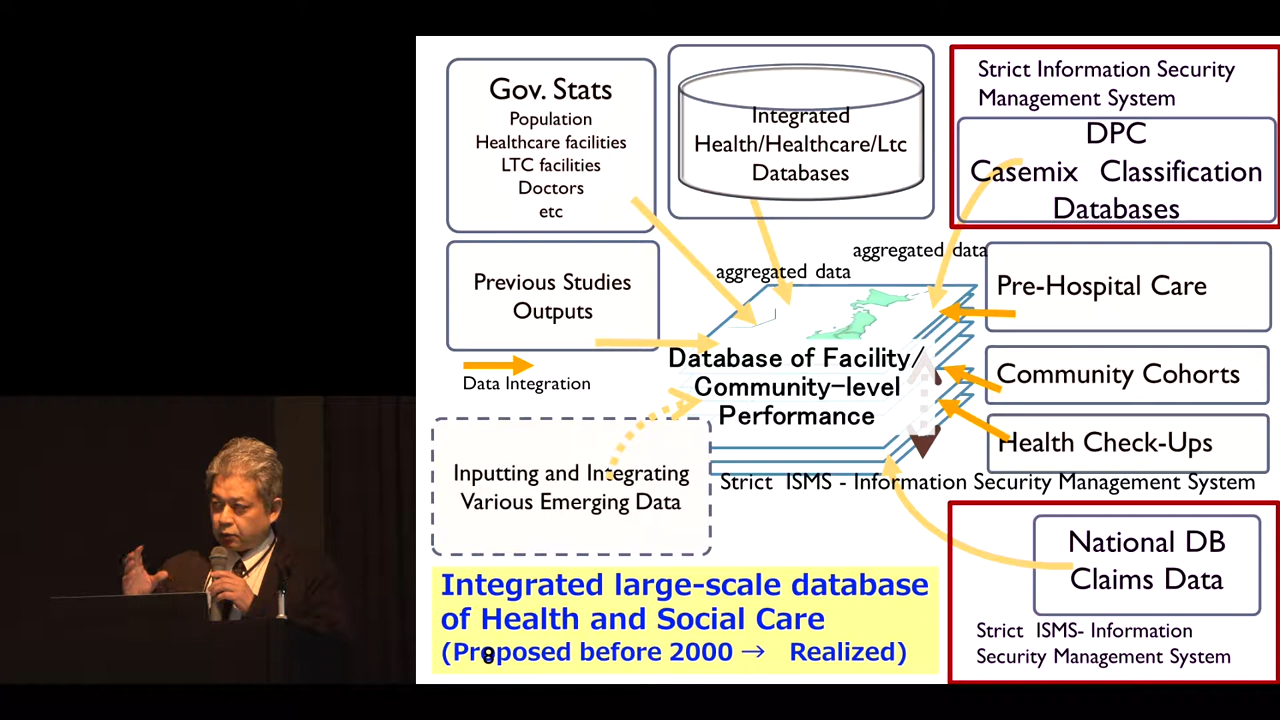 Gov. Stats
Population
Healthcare facilities
LTC facilities
Doctors
etc
Integrated
Health/Healthcare/Ltc
Databases
Strict Information Security
Management System
DPC
Casemix Classification
Databases
Previous Studies
Outputs
aggregated data
aggregated data
Pre-Hospital Care
Data Integration
Database of Facility/
Community-level
Performance
Community Cohorts
Health Check-Ups
Inputting and Integrating
Various Emerging Data
Strict ISMS - Information Security Management System
National DB
Claims Data
Strict ISMS- Information
Security Management System
Integrated large-scale database
of Health and Social Care
(Proposed before 2000 → Realized)
8